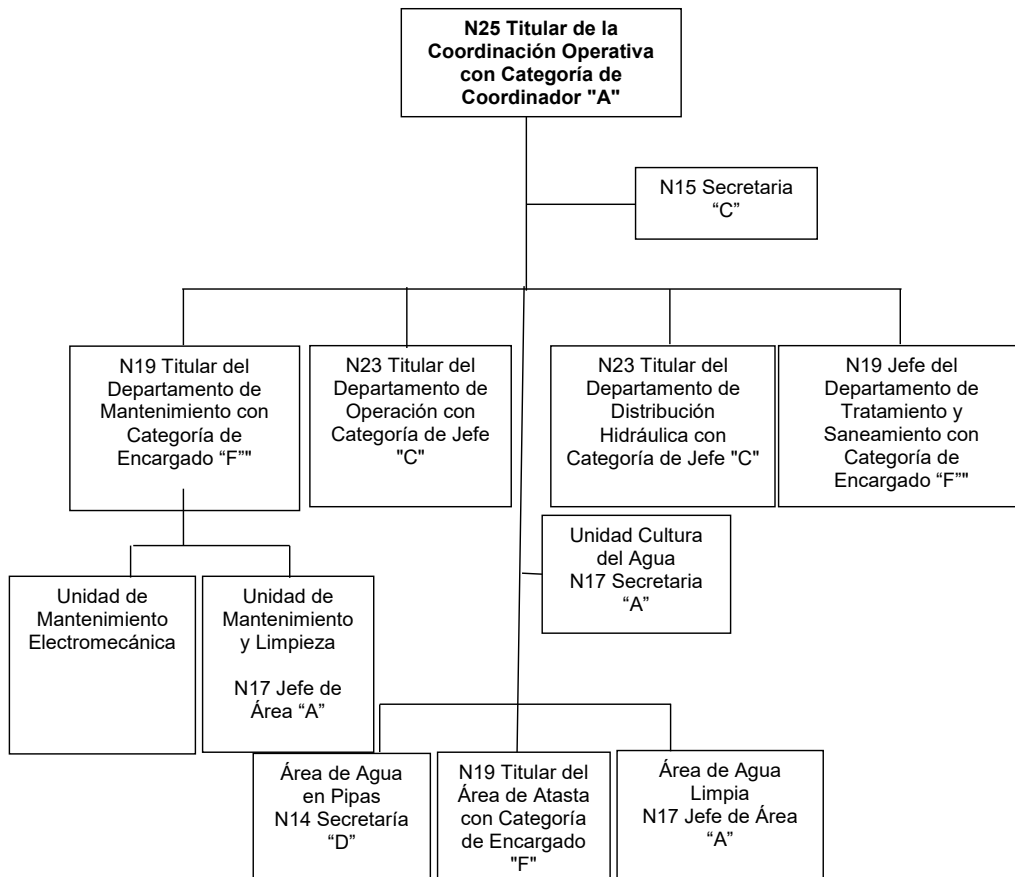 N25 Titular de la
Coordinación Operativa
con Categoría de
Coordinador "A"
N15 Secretaria
“C”
N19 Titular del
Departamento de
Mantenimiento con
Categoría de
Encargado “F”"
N23 Titular del
Departamento de
Operación con
Categoría de Jefe
"C"
N23 Titular del
Departamento de
Distribución
Hidráulica con
Categoría de Jefe "C"
N19 Jefe del
Departamento de
Tratamiento y
Saneamiento con
Categoría de
Encargado “F”"
Unidad Cultura
del Agua
N17 Secretaria
“A”
Unidad de
Mantenimiento
Electromecánica
Unidad de
Mantenimiento
y Limpieza
N17 Jefe de
Área “A”
Área de Agua
en Pipas
N14 Secretaría
“D”
N19 Titular del
Área de Atasta
con Categoría
de Encargado
"F"
Área de Agua
Limpia
N17 Jefe de Área
“A”